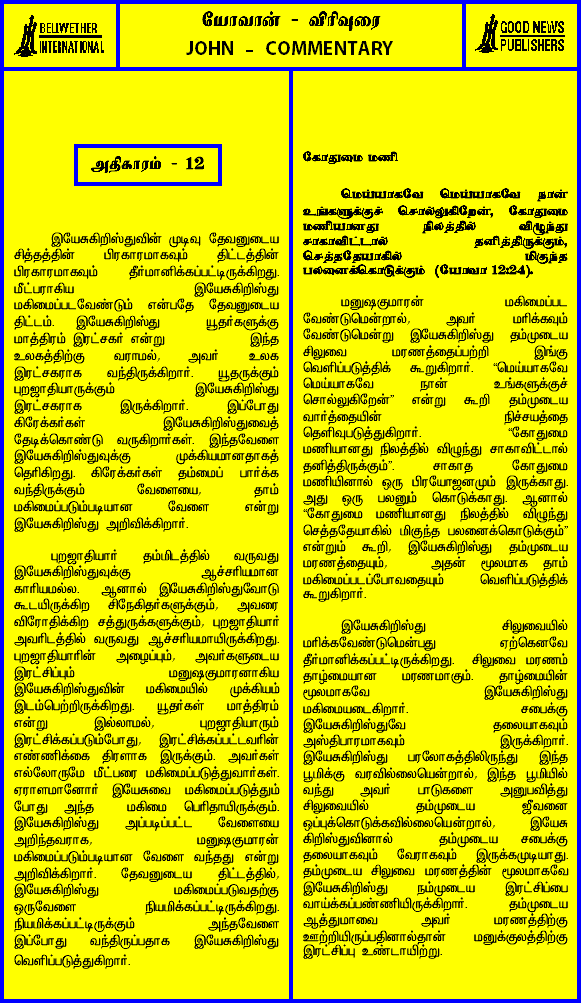 BELWETHER
INTERNATIONAL
யோவான் - விரிவுரை
JOHN - COMMENTARY
GOOD NEWS
PUBLISHERS
அதிகாரம் - 12
இயேசுகிறிஸ்துவின் முடிவு தேவனுடைய
சித்தத்தின் பிரகாரமாகவும் திட்டத்தின்
பிரகாரமாகவும் தீர்மானிக்கப்பட்டிருக்கிறது.
மீட்பராகிய இயேசுகிறிஸ்து
மகிமைப்படவேண்டும் என்பதே தேவனுடைய
திட்டம். இயேசுகிறிஸ்து யூதர்களுக்கு
மாத்திரம் இரட்சகர் என்று இந்த
உலகத்திற்கு வராமல், அவர் உலக
இரட்சகராக வந்திருக்கிறார். யூதருக்கும்
புறஜாதியாருக்கும் இயேசுகிறிஸ்து
இரட்சகராக இருக்கிறார். இப்போது
கிரேக்கர்கள் இயேசுகிறிஸ்துவைத்
தேடிக்கொண்டு வருகிறார்கள். இந்தவேளை
இயேசுகிறிஸ்துவுக்கு முக்கியமானதாகத்
தெரிகிறது. கிரேக்கர்கள் தம்மைப் பார்க்க
வந்திருக்கும் வேளையை, தாம்
மகிமைப்படும்படியான வேளை என்று
இயேசுகிறிஸ்து அறிவிக்கிறார்.
புறஜாதியார் தம்மிடத்தில் வருவது
இயேசுகிறிஸ்துவுக்கு ஆச்சரியமான
காரியமல்ல. ஆனால் இயேசுகிறிஸ்துவோடு
கூடயிருக்கிற சிநேகிதர்களுக்கும், அவரை
விரோதிக்கிற சத்துருக்களுக்கும், புறஜாதியார்
அவரிடத்தில் வருவது ஆச்சரியமாயிருக்கிறது.
புறஜாதியாரின் அழைப்பும், அவர்களுடைய
இரட்சிப்பும் மனுஷகுமாரனாகிய
இயேசுகிறிஸ்துவின் மகிமையில் முக்கியம்
இடம்பெற்றிருக்கிறது. யூதர்கள் மாத்திரம்
என்று இல்லாமல், புறஜாதியாரும்
இரட்சிக்கப்படும்போது, இரட்சிக்கப்பட்டவரின்
எண்ணிக்கை திரளாக இருக்கும். அவர்கள்
எல்லோருமே மீட்பரை மகிமைப்படுத்துவார்கள்.
ஏராளமானோர் இயேசுவை மகிமைப்படுத்தும்
போது அந்த மகிமை பெரிதாயிருக்கும்.
இயேசுகிறிஸ்து அப்படிப்பட்ட வேளையை
அறிந்தவராக, மனுஷகுமாரன்
மகிமைப்படும்படியான வேளை வந்தது என்று
அறிவிக்கிறார். தேவனுடைய திட்டத்தில்,
இயேசுகிறிஸ்து மகிமைப்படுவதற்கு
ஒருவேளை நியமிக்கப்பட்டிருக்கிறது.
நியமிக்கப்பட்டிருக்கும் அந்தவேளை
இப்போது வந்திருப்பதாக இயேசுகிறிஸ்து
வெளிப்படுத்துகிறார்.
கோதுமை மணி
மெய்யாகவே மெய்யாகவே நான்
உங்களுக்குச் சொல்லுகிறேன், கோதுமை
மணியானது நிலத்தில் விழுந்து
சாகாவிட்டால் தனித்திருக்கும்,
செத்ததேயாகில் மிகுந்த
பலனைக்கொடுக்கும் (யோவா 12:24).
மனுஷகுமாரன் மகிமைப்பட
வேண்டுமென்றால், அவர் மரிக்கவும்
வேண்டுமென்று இயேசுகிறிஸ்து தம்முடைய
சிலுவை மரணத்தைப்பற்றி இங்கு
வெளிப்படுத்திக் கூறுகிறார். “மெய்யாகவே
மெய்யாகவே நான் உங்களுக்குச்
சொல்லுகிறேன்” என்று கூறி தம்முடைய
வார்த்தையின் நிச்சயத்தை
தெளிவுபடுத்துகிறார். “கோதுமை
மணியானது நிலத்தில் விழுந்து சாகாவிட்டால்
தனித்திருக்கும்”. சாகாத கோதுமை
மணியினால் ஒரு பிரயோஜனமும் இருக்காது.
அது ஒரு பலனும் கொடுக்காது. ஆனால்
“கோதுமை மணியானது நிலத்தில் விழுந்து
செத்ததேயாகில் மிகுந்த பலனைக்கொடுக்கும்”
என்றும் கூறி, இயேசுகிறிஸ்து தம்முடைய
மரணத்தையும், அதன் மூலமாக தாம்
மகிமைப்படப்போவதையும் வெளிப்படுத்திக்
கூறுகிறார்.
இயேசுகிறிஸ்து சிலுவையில்
மரிக்கவேண்டுமென்பது ஏற்கெனவே
தீர்மானிக்கப்பட்டிருக்கிறது. சிலுவை மரணம்
தாழ்மையான மரணமாகும். தாழ்மையின்
மூலமாகவே இயேசுகிறிஸ்து
மகிமையடைகிறார். சபைக்கு
இயேசுகிறிஸ்துவே தலையாகவும்
அஸ்திபாரமாகவும் இருக்கிறார்.
இயேசுகிறிஸ்து பரலோகத்திலிருந்து இந்த
பூமிக்கு வரவில்லையென்றால், இந்த பூமியில்
வந்து அவர் பாடுகளை அனுபவித்து
சிலுவையில் தம்முடைய ஜீவனை
ஒப்புக்கொடுக்கவில்லையென்றால், இயேசு
கிறிஸ்துவினால் தம்முடைய சபைக்கு
தலையாகவும் வேராகவும் இருக்கமுடியாது.
தம்முடைய சிலுவை மரணத்தின் மூலமாகவே
இயேசுகிறிஸ்து நம்முடைய இரட்சிப்பை
வாய்க்கப்பண்ணியிருக்கிறார். தம்முடைய
ஆத்துமாவை அவர் மரணத்திற்கு
ஊற்றியிருப்பதினால்தான் மனுக்குலத்திற்கு
இரட்சிப்பு உண்டாயிற்று.